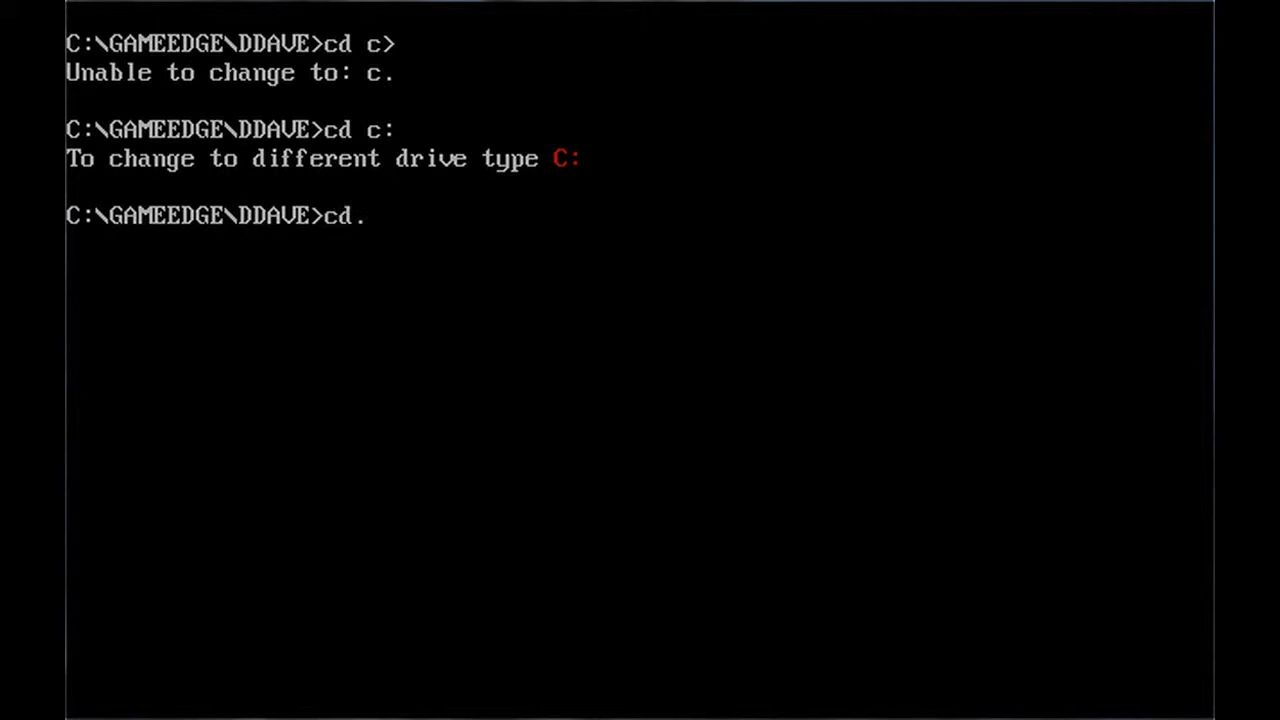 C:\GAMEEDGE\DDAVE>cd c>
Unable to change to: c.
C:\GAMEEDGE\DDAVE>cd c:
To change to different drive type C:
C:\GAMEEDGE\DDAVE>cd.